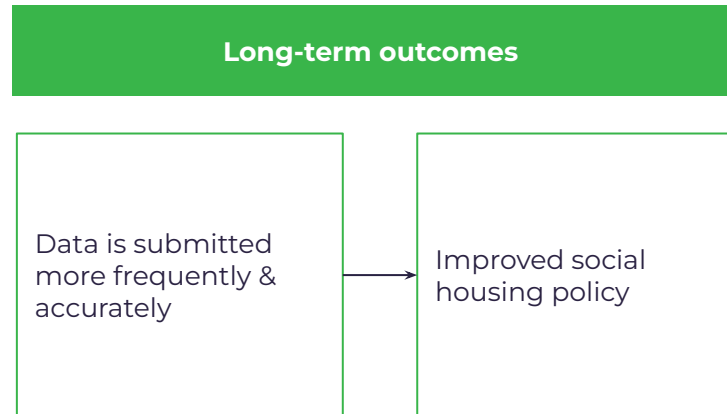 Long-term outcomes
Data is submitted
more frequently &
accurately
Improved social
housing policy